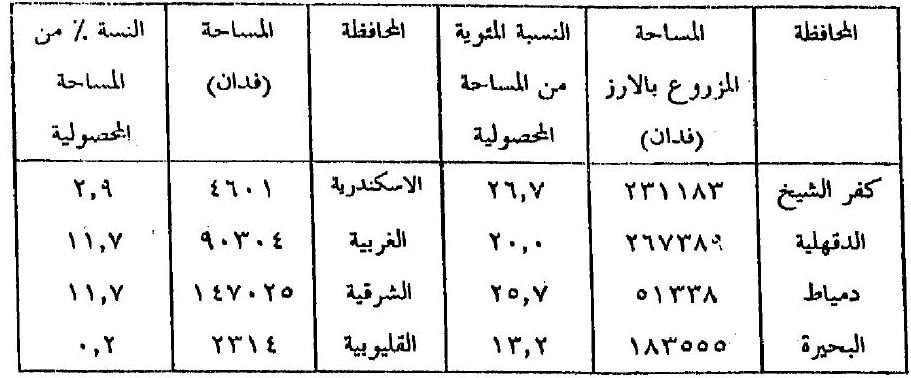 المحافظة المساحة النسبة المئوية المحافظة المساحة النسة ٪ من
المزروع بالارز من المساحة (فدان) المساحة
(فدان) المحصولية المحصولية
كفر الشيخ ٢٣١١٨٣ ٢٦,٧ الاسكندرية ٤٦٠١ ٢,٩
الدقهلية ٢٦٧٣٨٩ ٢٠,٠ الغربية ٩٠٣٠٤ ١١,٧
دمياط ٥١٣٣٨ ٢٥,٧ الشرقية ١٤٧٠٢٥ ١١,٧
البحيرة ١٨٣٥٥٥ ١٣,٢ القليوبية ٢٣١٤ ٠,٢